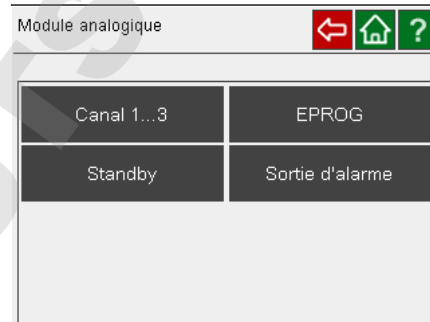 Module analogique
?
Canal 1...3
EPROG
Standby
Sortie d'alarme